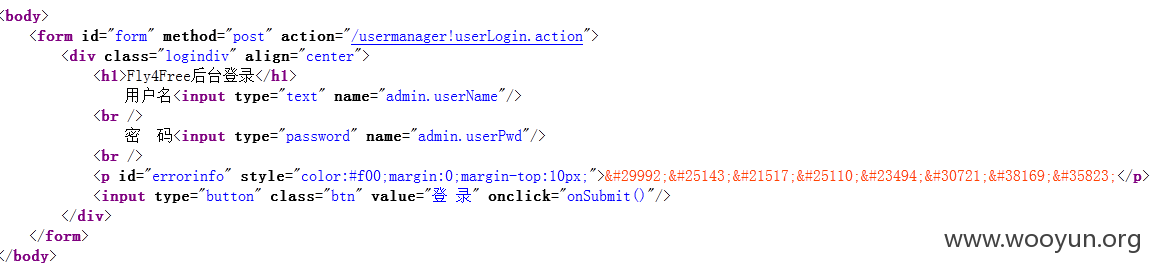 <body>
<form id="form" method="post" action="/usermanager!userLogin.action">
<div class="logindiv" align="center">
<h1>Fly4Free后台登录</h1>
用户名<input type="text" name="admin.userName"/>
<br />
密　码<input type="password" name="admin.userPwd"/>
<br />
<p id="errorinfo" style="color:#f00;margin:0;margin-top:10px;">&#29992;&#25143;&#21517;&#25110;&#23494;&#30721;&#38169;&#35823;</p>
<input type="button" class="btn" value="登 录" onclick="onSubmit()"/>
</div>
</form>
</body>
www.wooyun.org